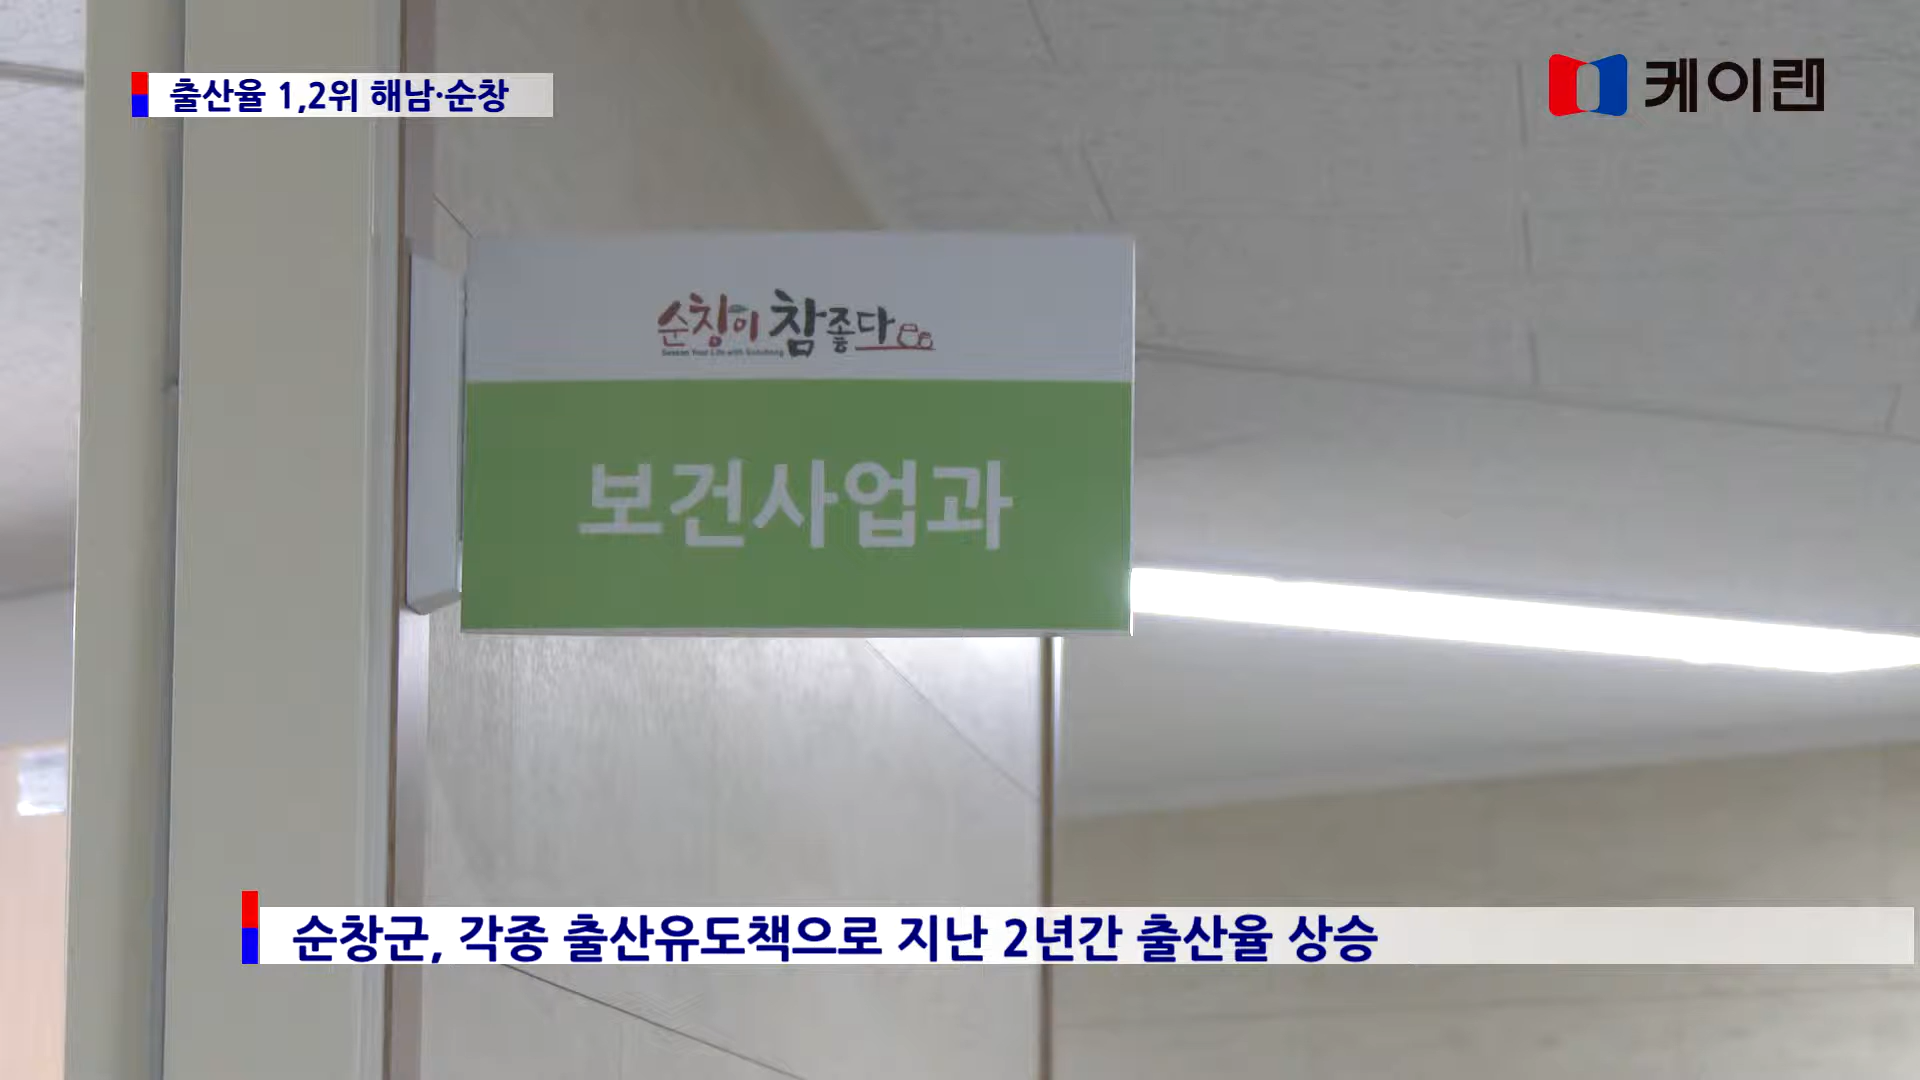 출산율 1,2위 해남·순창
케이랜
순창이 참 좋다
보건사업과
순창군, 각종 출산유도책으로 지난 2년간 출산율 상승